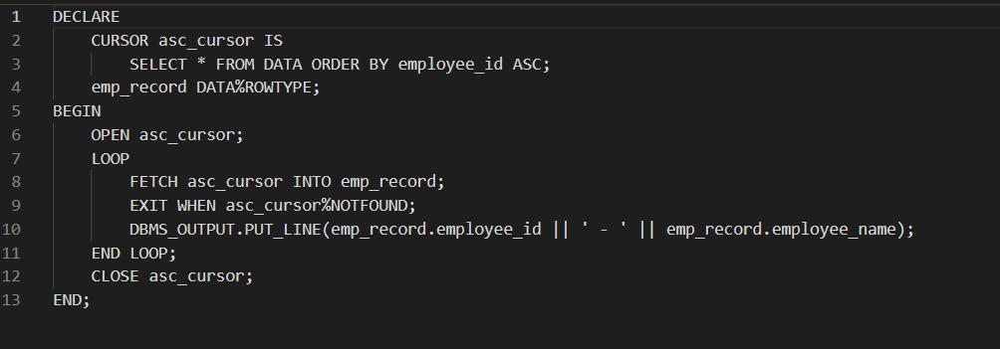 1 DECLARE
2 CURSOR asc_cursor IS
3 SELECT * FROM DATA ORDER BY employee_id ASC;
4 emp_record DATA%ROWTYPE;
5 BEGIN
6 OPEN asc_cursor;
7 LOOP
8 FETCH asc_cursor INTO emp_record;
9 EXIT WHEN asc_cursor%NOTFOUND;
10 DBMS_OUTPUT.PUT_LINE(emp_record.employee_id || ' - ' || emp_record.employee_name);
11 END LOOP;
12 CLOSE asc_cursor;
13 END;